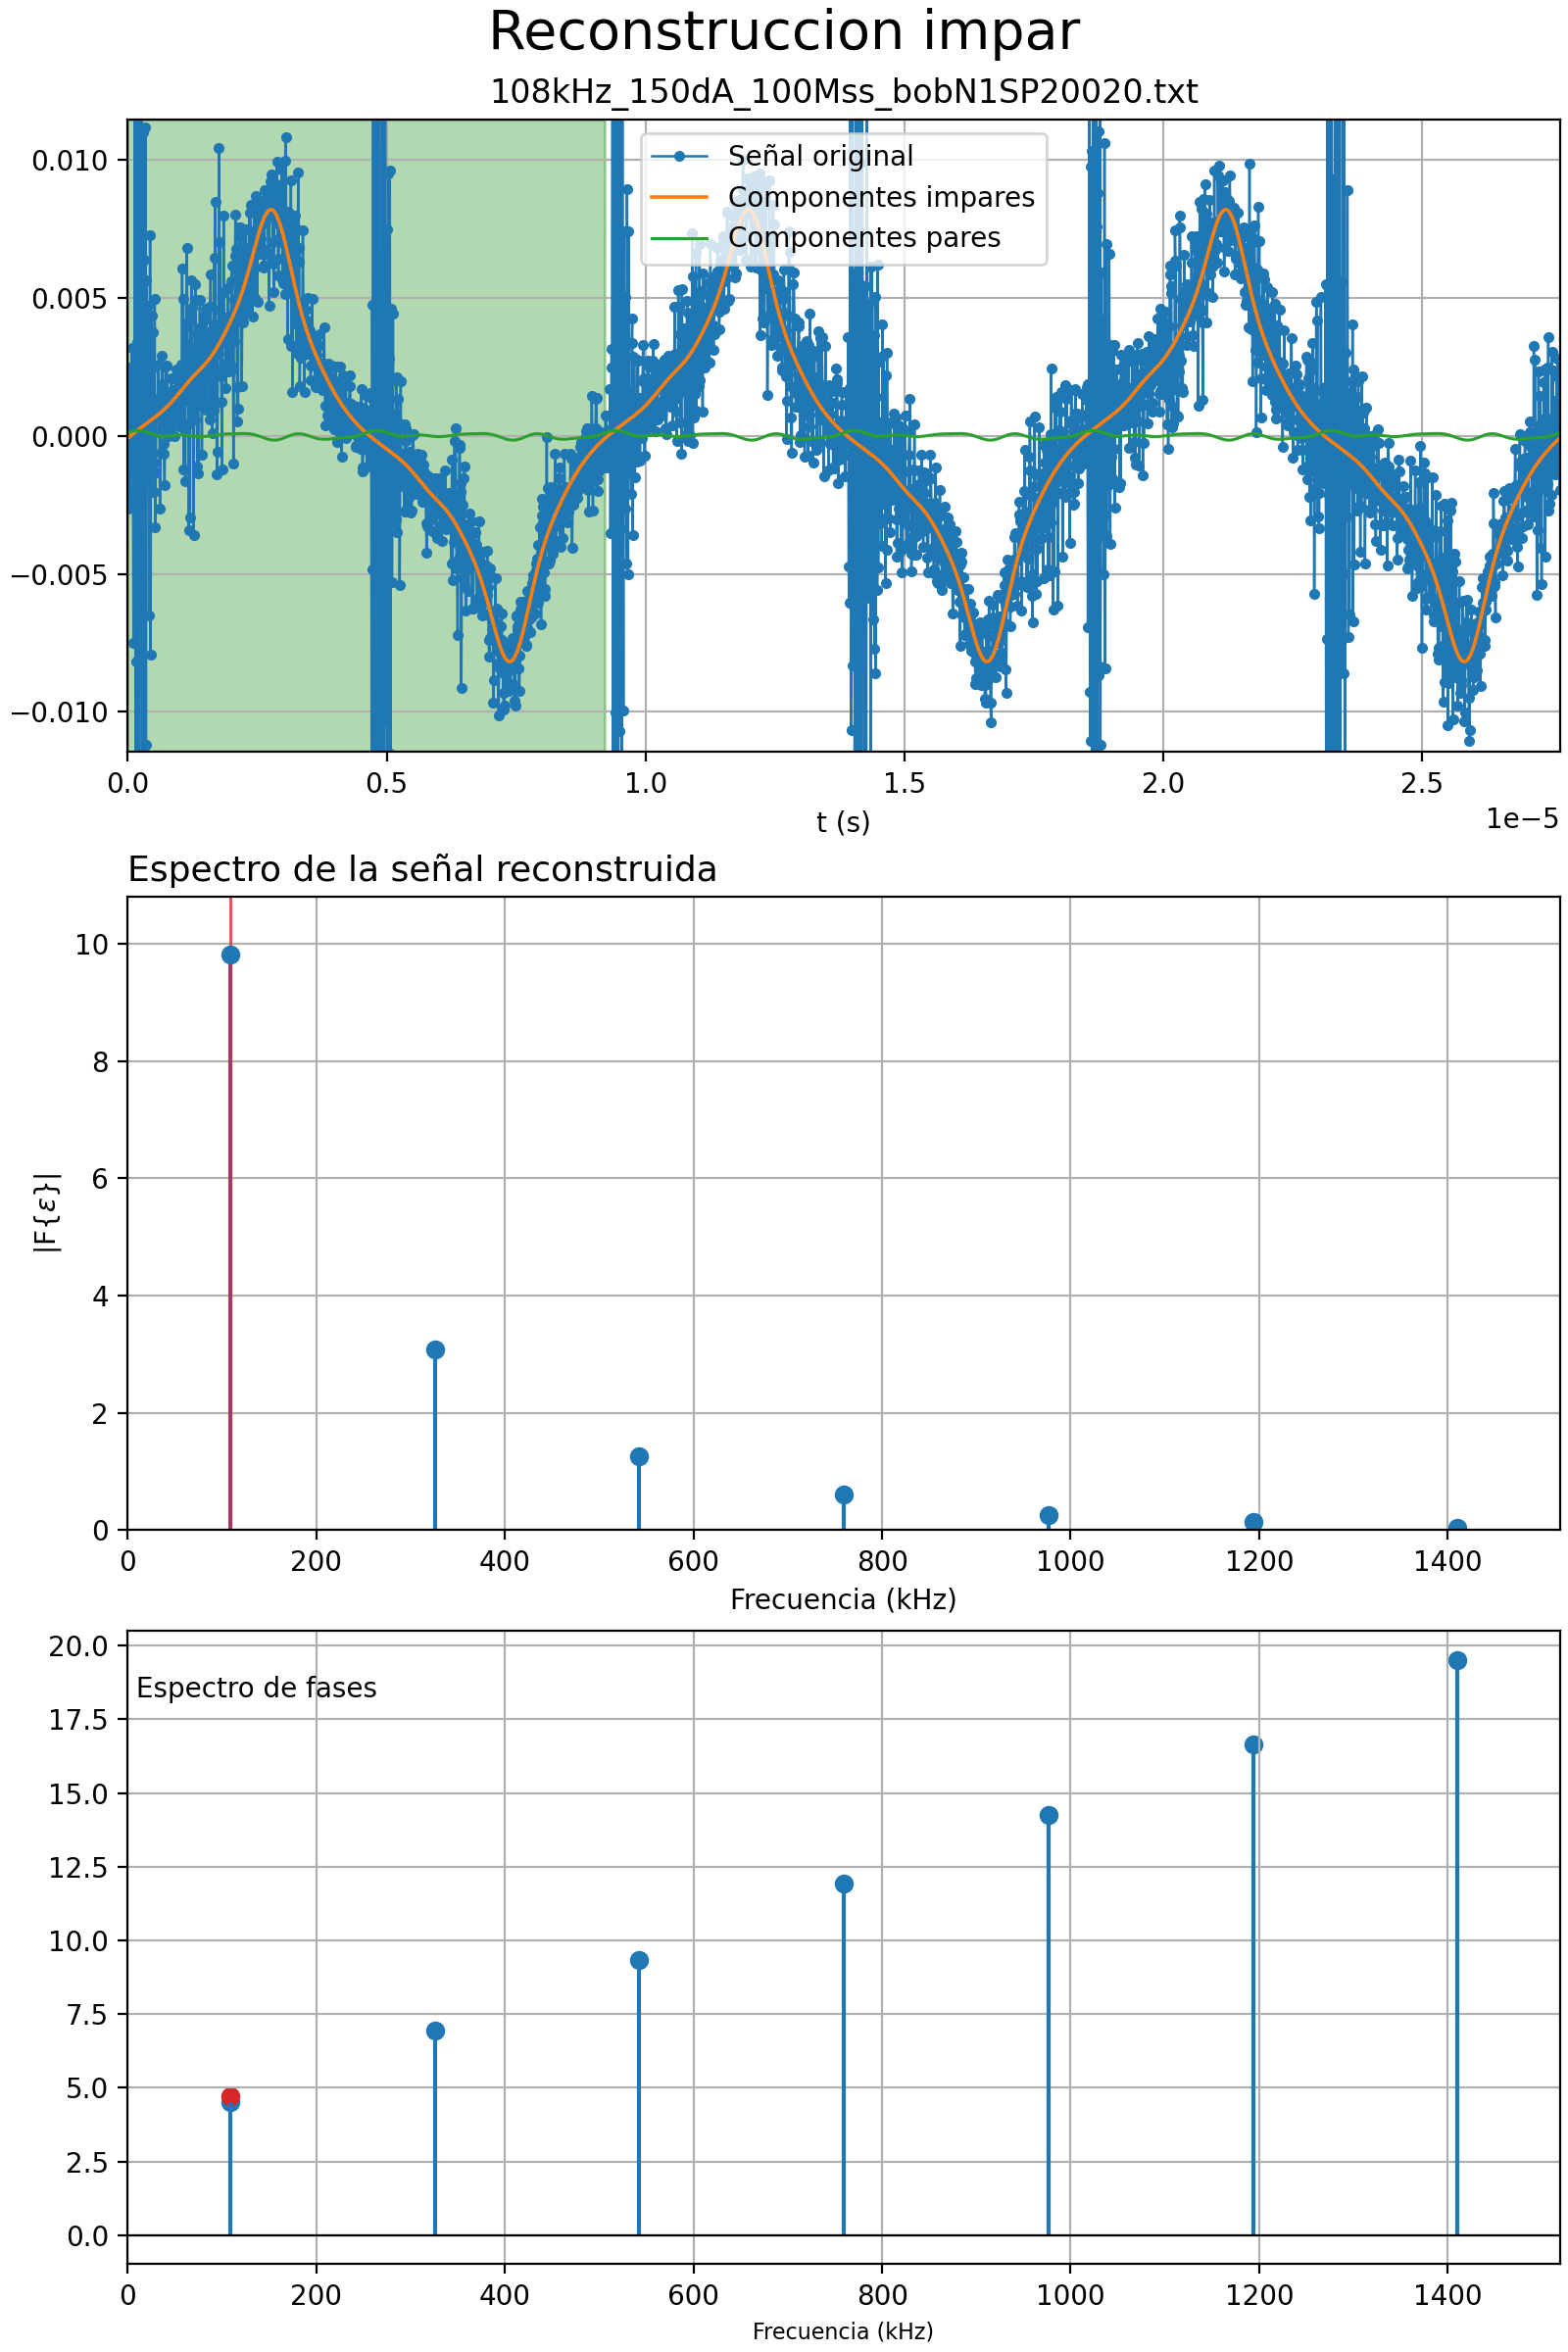 Reconstruccion impar
108kHz_150dA_100Mss_bobN1SP20020.txt
Señal original
Componentes impares
Componentes pares
0.010
0.005
0.000
−0.005
−0.010
0.0 0.5 1.0 1.5 2.0 2.5
t (s)
1e−5
Espectro de la señal reconstruida
10
8
6
4
2
0
|F{ε}|
0 200 400 600 800 1000 1200 1400
Frecuencia (kHz)
Espectro de fases
20.0
17.5
15.0
12.5
10.0
7.5
5.0
2.5
0.0
0 200 400 600 800 1000 1200 1400
Frecuencia (kHz)